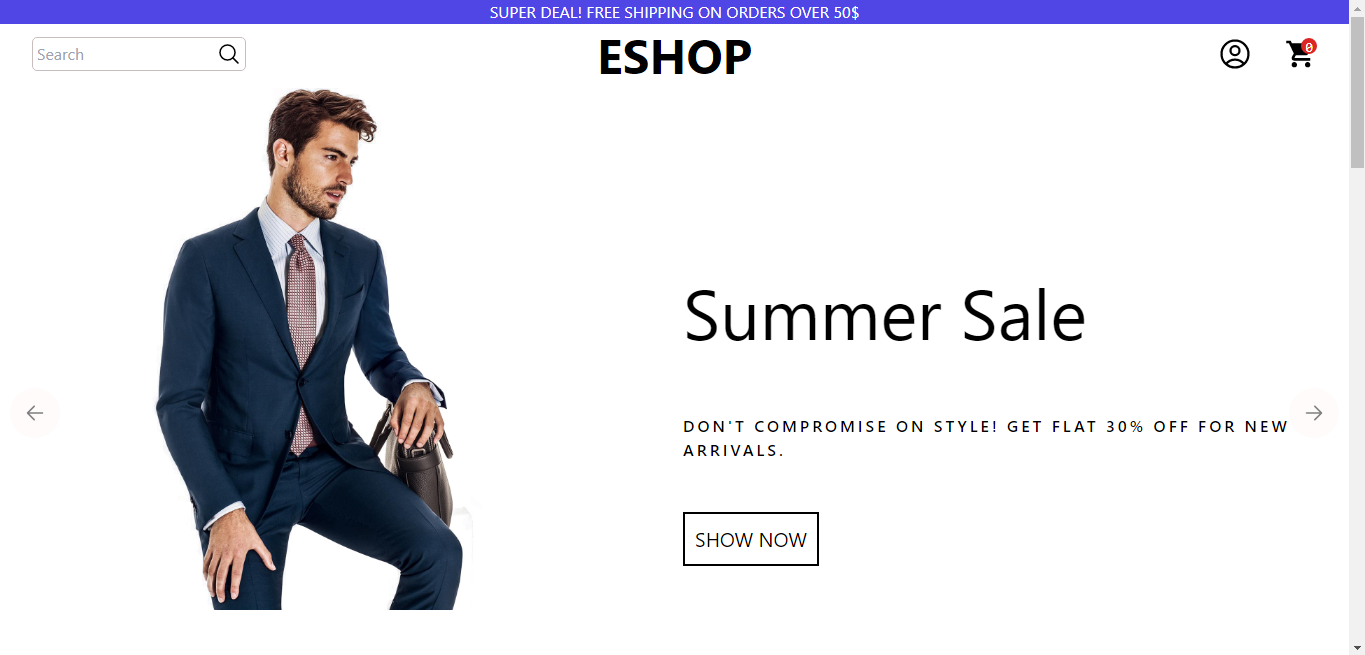 SUPER DEAL! FREE SHIPPING ON ORDERS OVER 50$
Search
ESHOP
0
Summer Sale
DON'T COMPROMISE ON STYLE! GET FLAT 30% OFF FOR NEW
ARRIVALS.
SHOW NOW